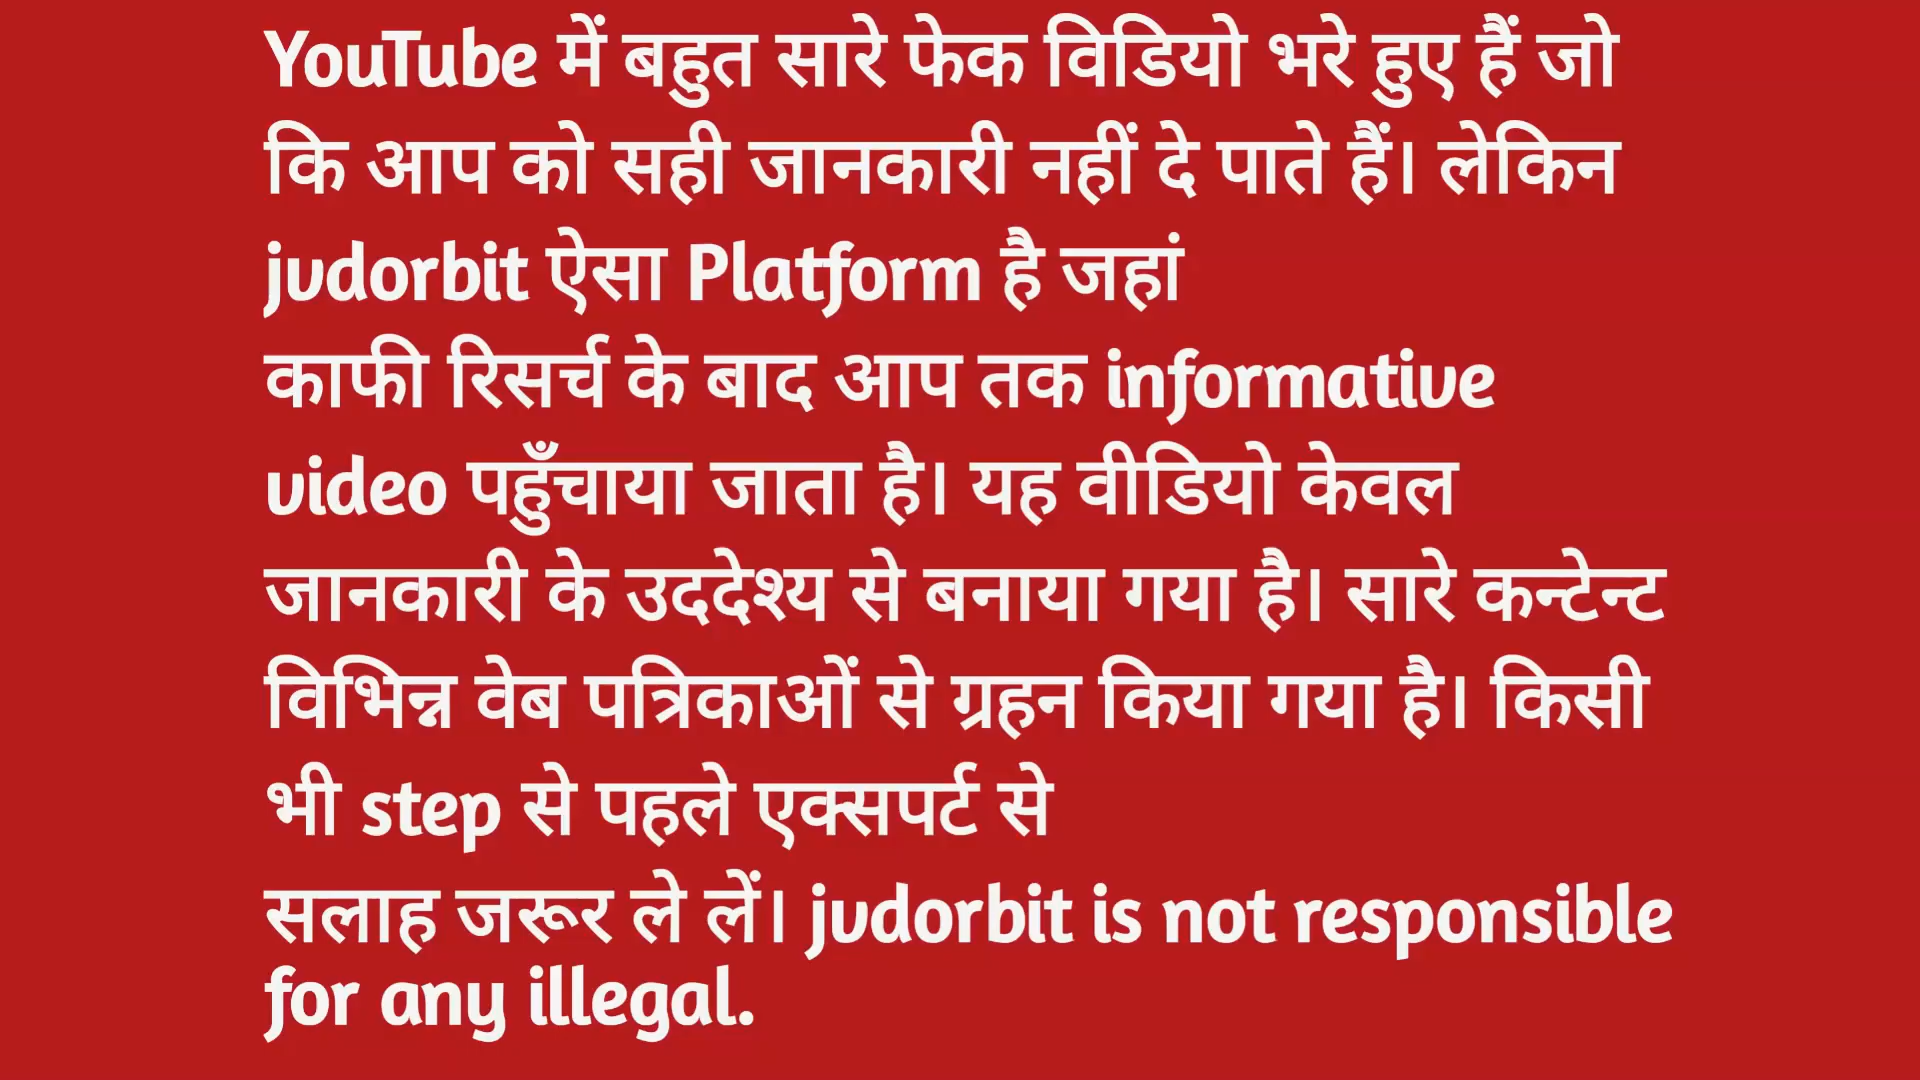 YouTube में बहुत सारे फेक विडियो भरे हुए हैं जो
कि आप को सही जानकारी नहीं दे पाते हैं। लेकिन
jvdorbit ऐसा Platform है जहां
काफी रिसर्च के बाद आप तक informative
video पहुँचाया जाता है। यह वीडियो केवल
जानकारी के उददेश्य से बनाया गया है। सारे कन्टेन्ट
विभिन्न वेब पत्रिकाओं से ग्रहन किया गया है। किसी
भी step से पहले एक्सपर्ट से
सलाह जरूर ले लें। jvdorbit is not responsible
for any illegal.